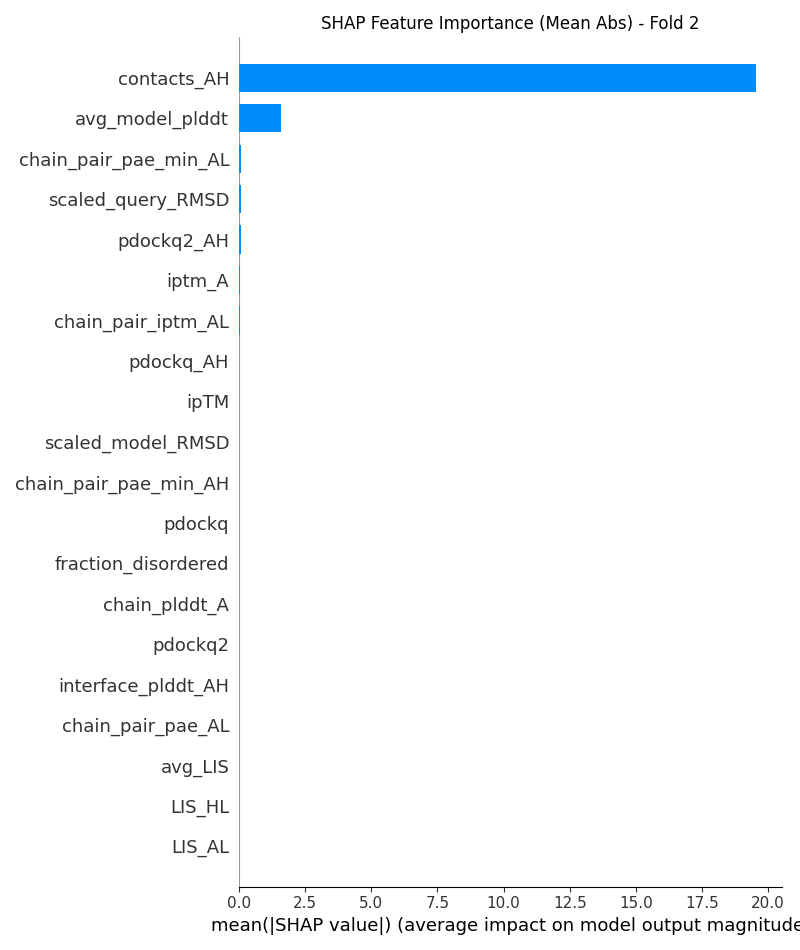 SHAP Feature Importance (Mean Abs) - Fold 2
contacts_AH
avg_model_plddt
chain_pair_pae_min_AL
scaled_query_RMSD
pdockq2_AH
iptm_A
chain_pair_iptm_AL
pdockq_AH
ipTM
scaled_model_RMSD
chain_pair_pae_min_AH
pdockq
fraction_disordered
chain_plddt_A
pdockq2
interface_plddt_AH
chain_pair_pae_AL
avg_LIS
LIS_HL
LIS_AL
0.0 2.5 5.0 7.5 10.0 12.5 15.0 17.5 20.0
mean(|SHAP value|) (average impact on model output magnitude